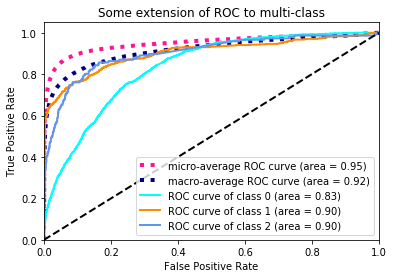 Some extension of ROC to multi-class
True Positive Rate
1.0
0.8
0.6
0.4
0.2
0.0
micro-average ROC curve (area = 0.95)
macro-average ROC curve (area = 0.92)
ROC curve of class 0 (area = 0.83)
ROC curve of class 1 (area = 0.90)
ROC curve of class 2 (area = 0.90)
0.0 0.2 0.4 0.6 0.8 1.0
False Positive Rate